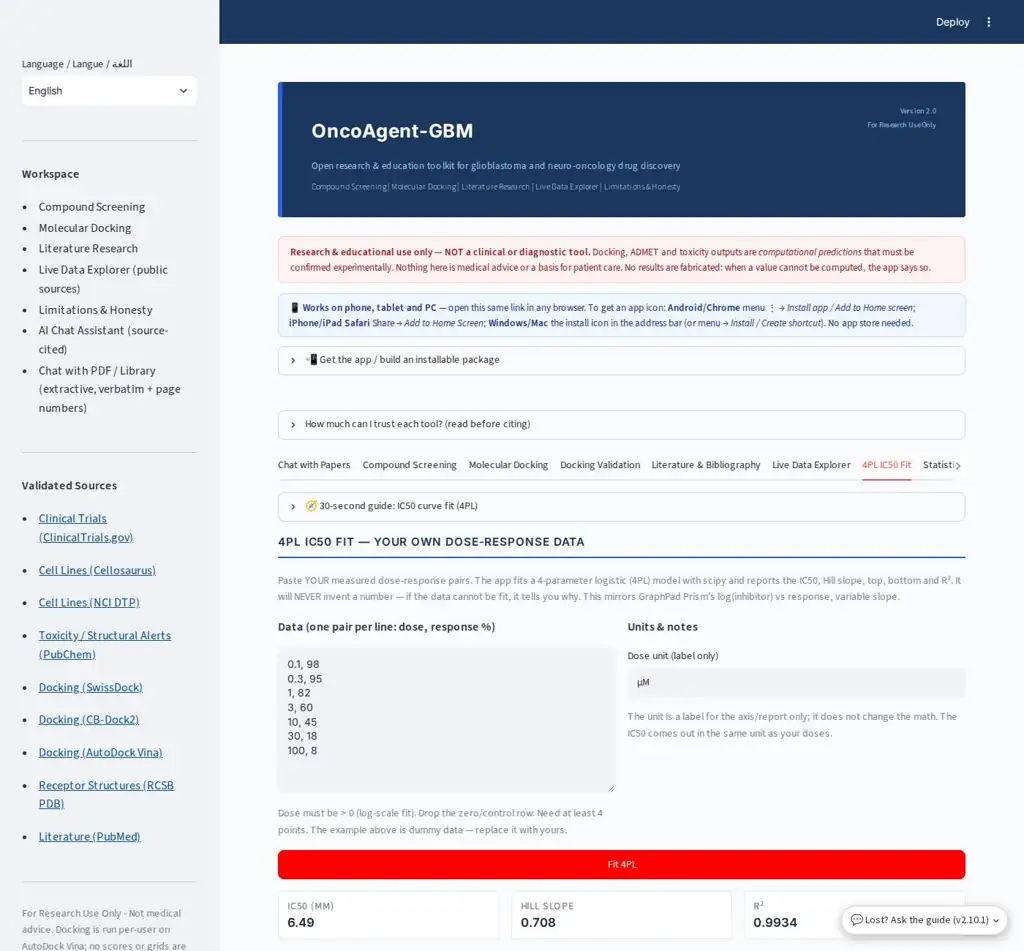 Deploy
Language / Langue / اللغة
English
Workspace
Compound Screening
Molecular Docking
Literature Research
Live Data Explorer (public
sources)
Limitations & Honesty
AI Chat Assistant (source-
cited)
Chat with PDF / Library
(extractive, verbatim + page
numbers)
Validated Sources
Clinical Trials
(ClinicalTrials.gov)
Cell Lines (Cellosaurus)
Cell Lines (NCI DTP)
Toxicity / Structural Alerts
(PubChem)
Docking (SwissDock)
Docking (CB-Dock2)
Docking (AutoDock Vina)
Receptor Structures (RCSB
PDB)
Literature (PubMed)
For Research Use Only - Not medical
advice. Docking is run per-user on
AutoDock Vina; no scores or grids are
Version 2.0
For Research Use Only
OncoAgent-GBM
Open research & education toolkit for glioblastoma and neuro-oncology drug discovery
Compound Screening | Molecular Docking | Literature Research | Live Data Explorer | Limitations & Honesty
Research & educational use only — NOT a clinical or diagnostic tool. Docking, ADMET and toxicity outputs are computational predictions that must be
confirmed experimentally. Nothing here is medical advice or a basis for patient care. No results are fabricated: when a value cannot be computed, the app says so.
📱 Works on phone, tablet and PC — open this same link in any browser. To get an app icon: Android/Chrome menu ⋮ → Install app / Add to Home screen;
iPhone/iPad Safari Share → Add to Home Screen; Windows/Mac the install icon in the address bar (or menu → Install / Create shortcut). No app store needed.
📲 Get the app / build an installable package
How much can I trust each tool? (read before citing)
Chat with Papers Compound Screening Molecular Docking Docking Validation Literature & Bibliography Live Data Explorer 4PL IC50 Fit Statisti
🧭 30-second guide: IC50 curve fit (4PL)
4PL IC50 FIT — YOUR OWN DOSE-RESPONSE DATA
Paste YOUR measured dose-response pairs. The app fits a 4-parameter logistic (4PL) model with scipy and reports the IC50, Hill slope, top, bottom and R². It
will NEVER invent a number — if the data cannot be fit, it tells you why. This mirrors GraphPad Prism's log(inhibitor) vs response, variable slope.
Data (one pair per line: dose, response %)
0.1, 98
0.3, 95
1, 82
3, 60
10, 45
30, 18
100, 8
Dose must be > 0 (log-scale fit). Drop the zero/control row. Need at least 4
points. The example above is dummy data — replace it with yours.
Units & notes
Dose unit (label only)
µM
The unit is a label for the axis/report only; it does not change the math. The
IC50 comes out in the same unit as your doses.
Fit 4PL
IC50 (MM)
6.49
HILL SLOPE
0.708
R²
0.9934
💬 Lost? Ask the guide (v2.10.1)